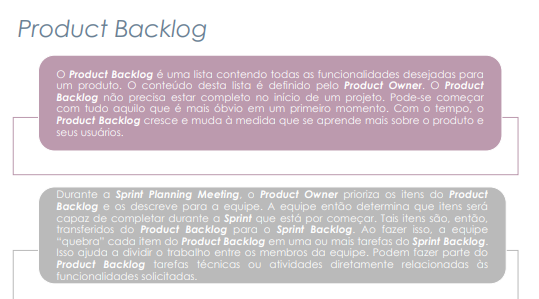 Product Backlog
O Product Backlog é uma lista contendo todas as funcionalidades desejadas para
um produto. O conteúdo desta lista é definido pelo Product Owner. O Product
Backlog não precisa estar completo no início de um projeto. Pode-se começar
com tudo aquilo que é mais óbvio em um primeiro momento. Com o tempo, o
Product Backlog cresce e muda à medida que se aprende mais sobre o produto e
seus usuários.
Durante a Sprint Planning Meeting, o Product Owner prioriza os itens do Product
Backlog e os descreve para a equipe. A equipe então determina que itens será
capaz de completar durante a Sprint que está por começar. Tais itens são, então,
transferidos do Product Backlog para o Sprint Backlog. Ao fazer isso, a equipe
"quebra" cada item do Product Backlog em uma ou mais tarefas do Sprint Backlog.
Isso ajuda a dividir o trabalho entre os membros da equipe. Podem fazer parte do
Product Backlog tarefas técnicas ou atividades diretamente relacionadas às
funcionalidades solicitadas.